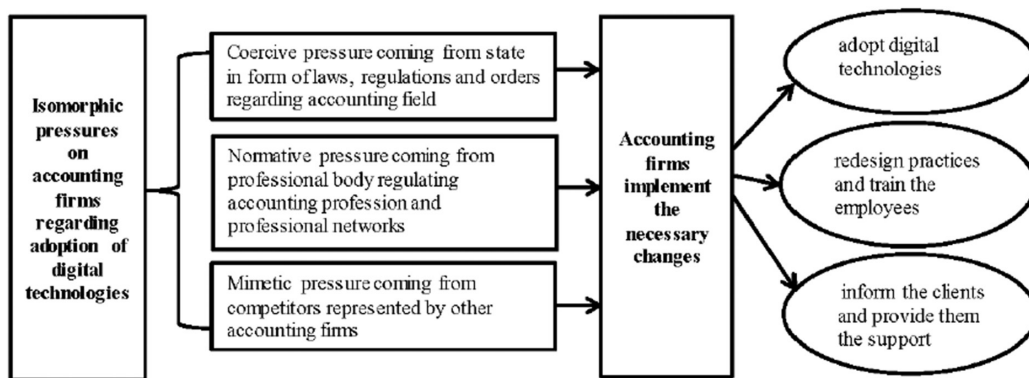 Isomorphic
pressures
on
accounting
firms
regarding
adoption of
digital
technologies
Coercive pressure coming from state
in form of laws, regulations and orders
regarding accounting field
Normative pressure coming from
professional body regulating
accounting profession and
professional networks
Mimetic pressure coming from
competitors represented by other
accounting firms
Accounting
firms
implement
the
necessary
changes
adopt digital
technologies
redesign practices
and train the
employees
inform the clients
and provide them
the support